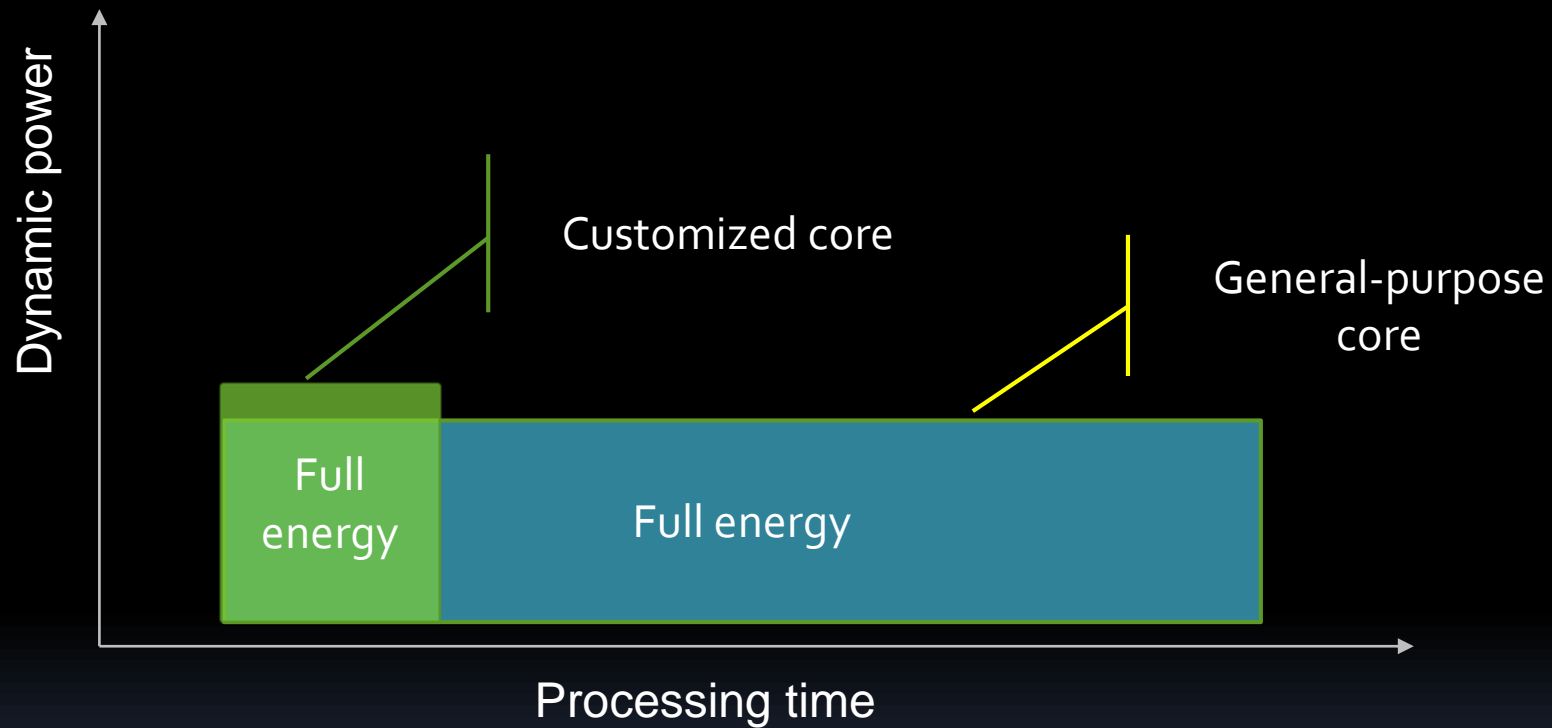 Dynamic power
Customized core
General-purpose
core
Full
energy
Full energy
Processing time